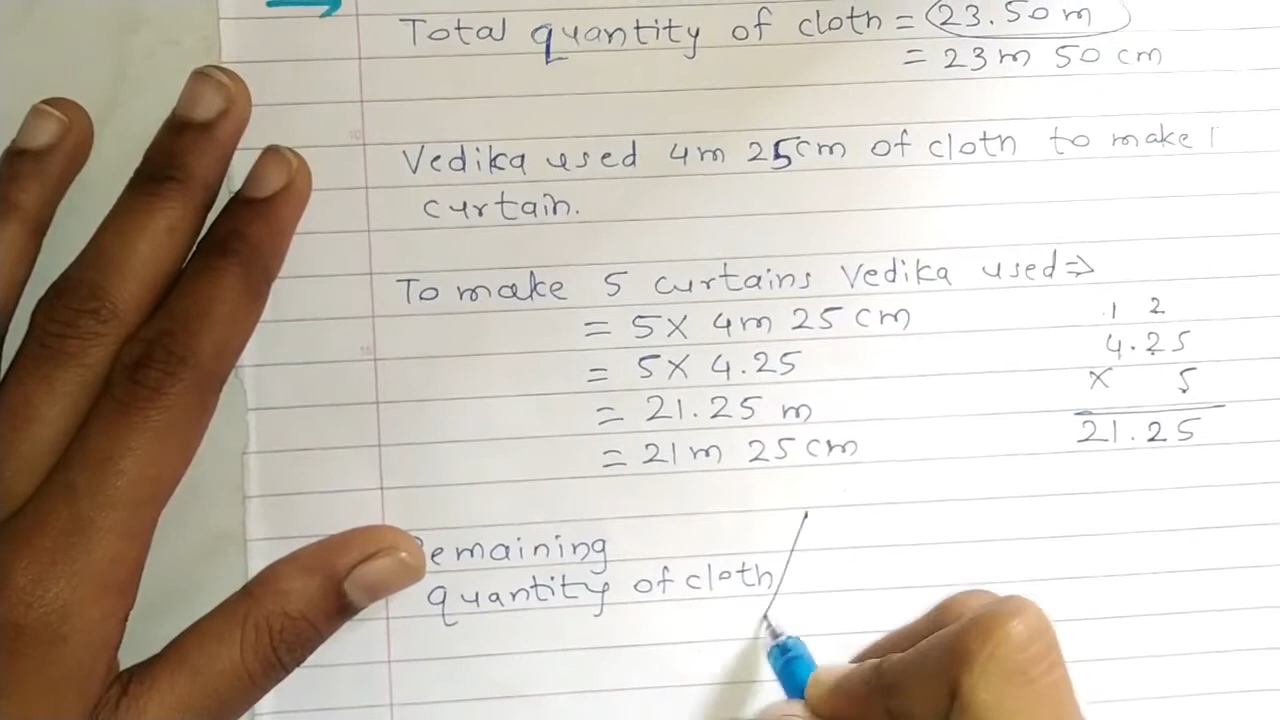 Total quantity of cloth = 23.50 m
= 23 m 50 cm
Vedika used 4m 25cm of cloth to make 1
curtain.
To make 5 curtains Vedika used ⇒
= 5 X 4m 25 cm
= 5 X 4.25
= 21.25 m
= 21m 25 cm
1 2
4.25
X 5
21.25
emaining
quantity of cloth